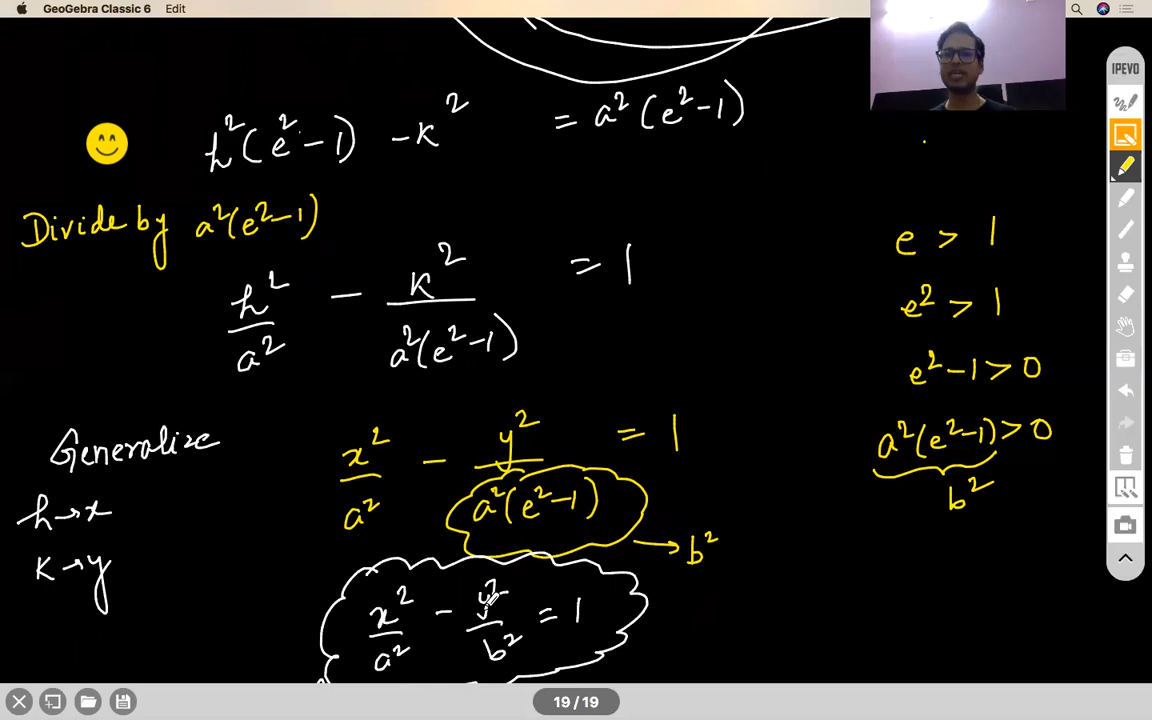 GeoGebra Classic 6 Edit
IPEVO
h²(e²-1) -k² = a²(e²-1)
Divide by a²(e²-1)
h²/a² - k²/a²(e²-1) = 1
e > 1
e² > 1
e²-1>0
a²(e²-1)>0
b²
Generalize
h→x
k→y
x²/a² - y²/a²(e²-1) = 1
→b²
x²/a² - y²/b² = 1
19 / 19